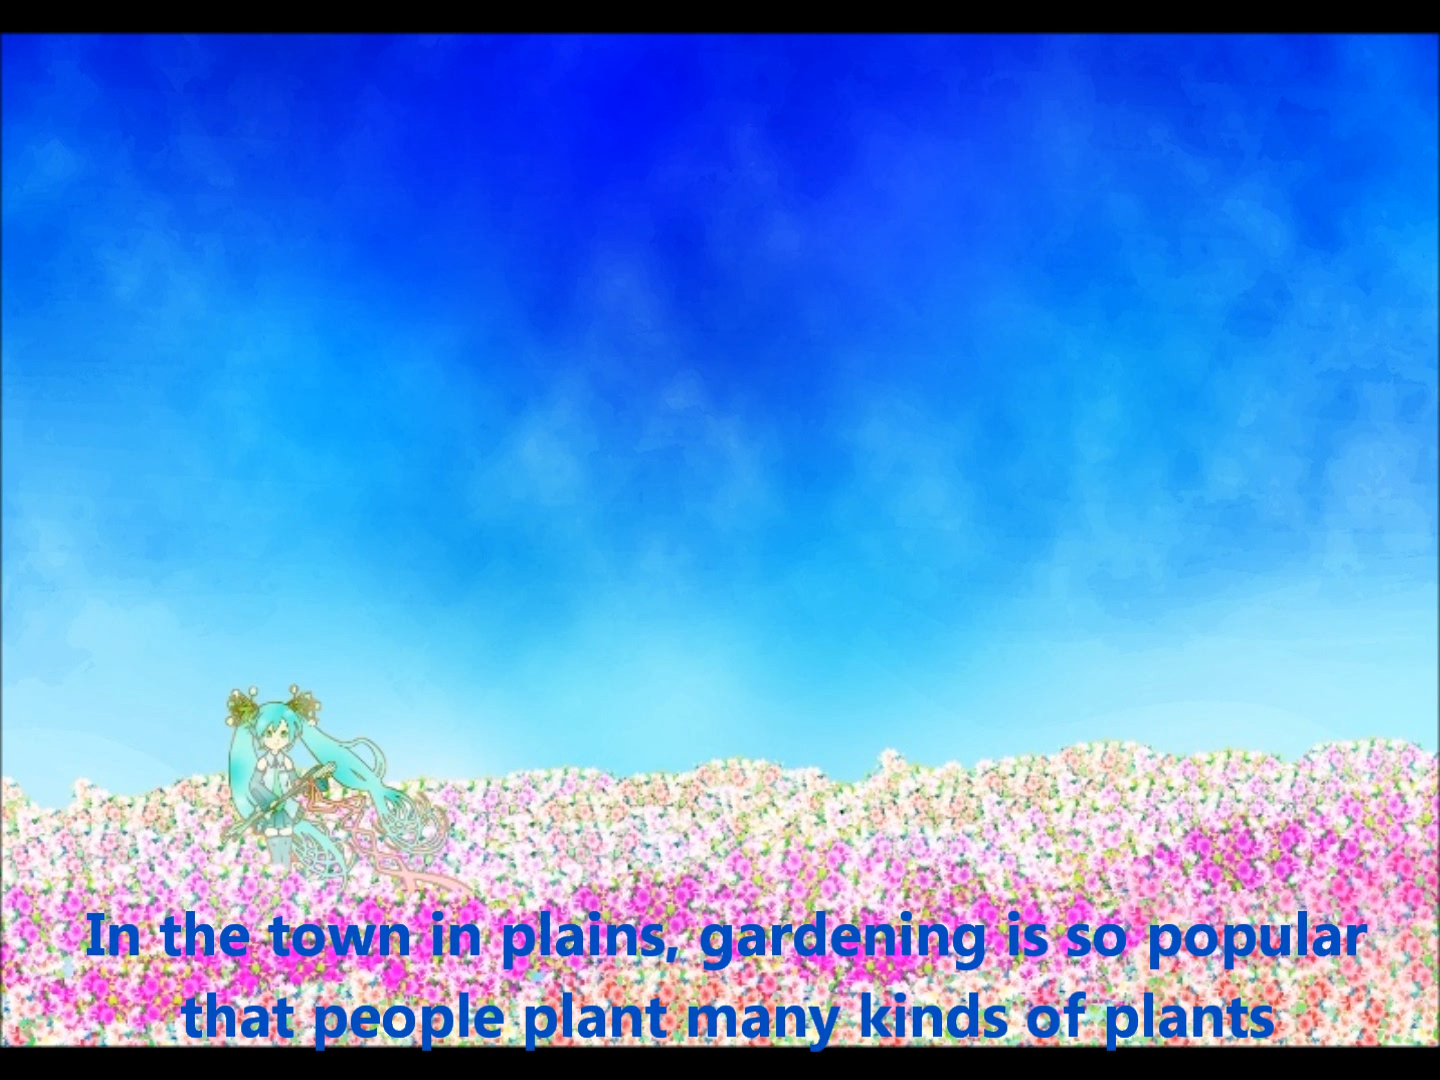 In the town in plains, gardening is so popular
that people plant many kinds of plants